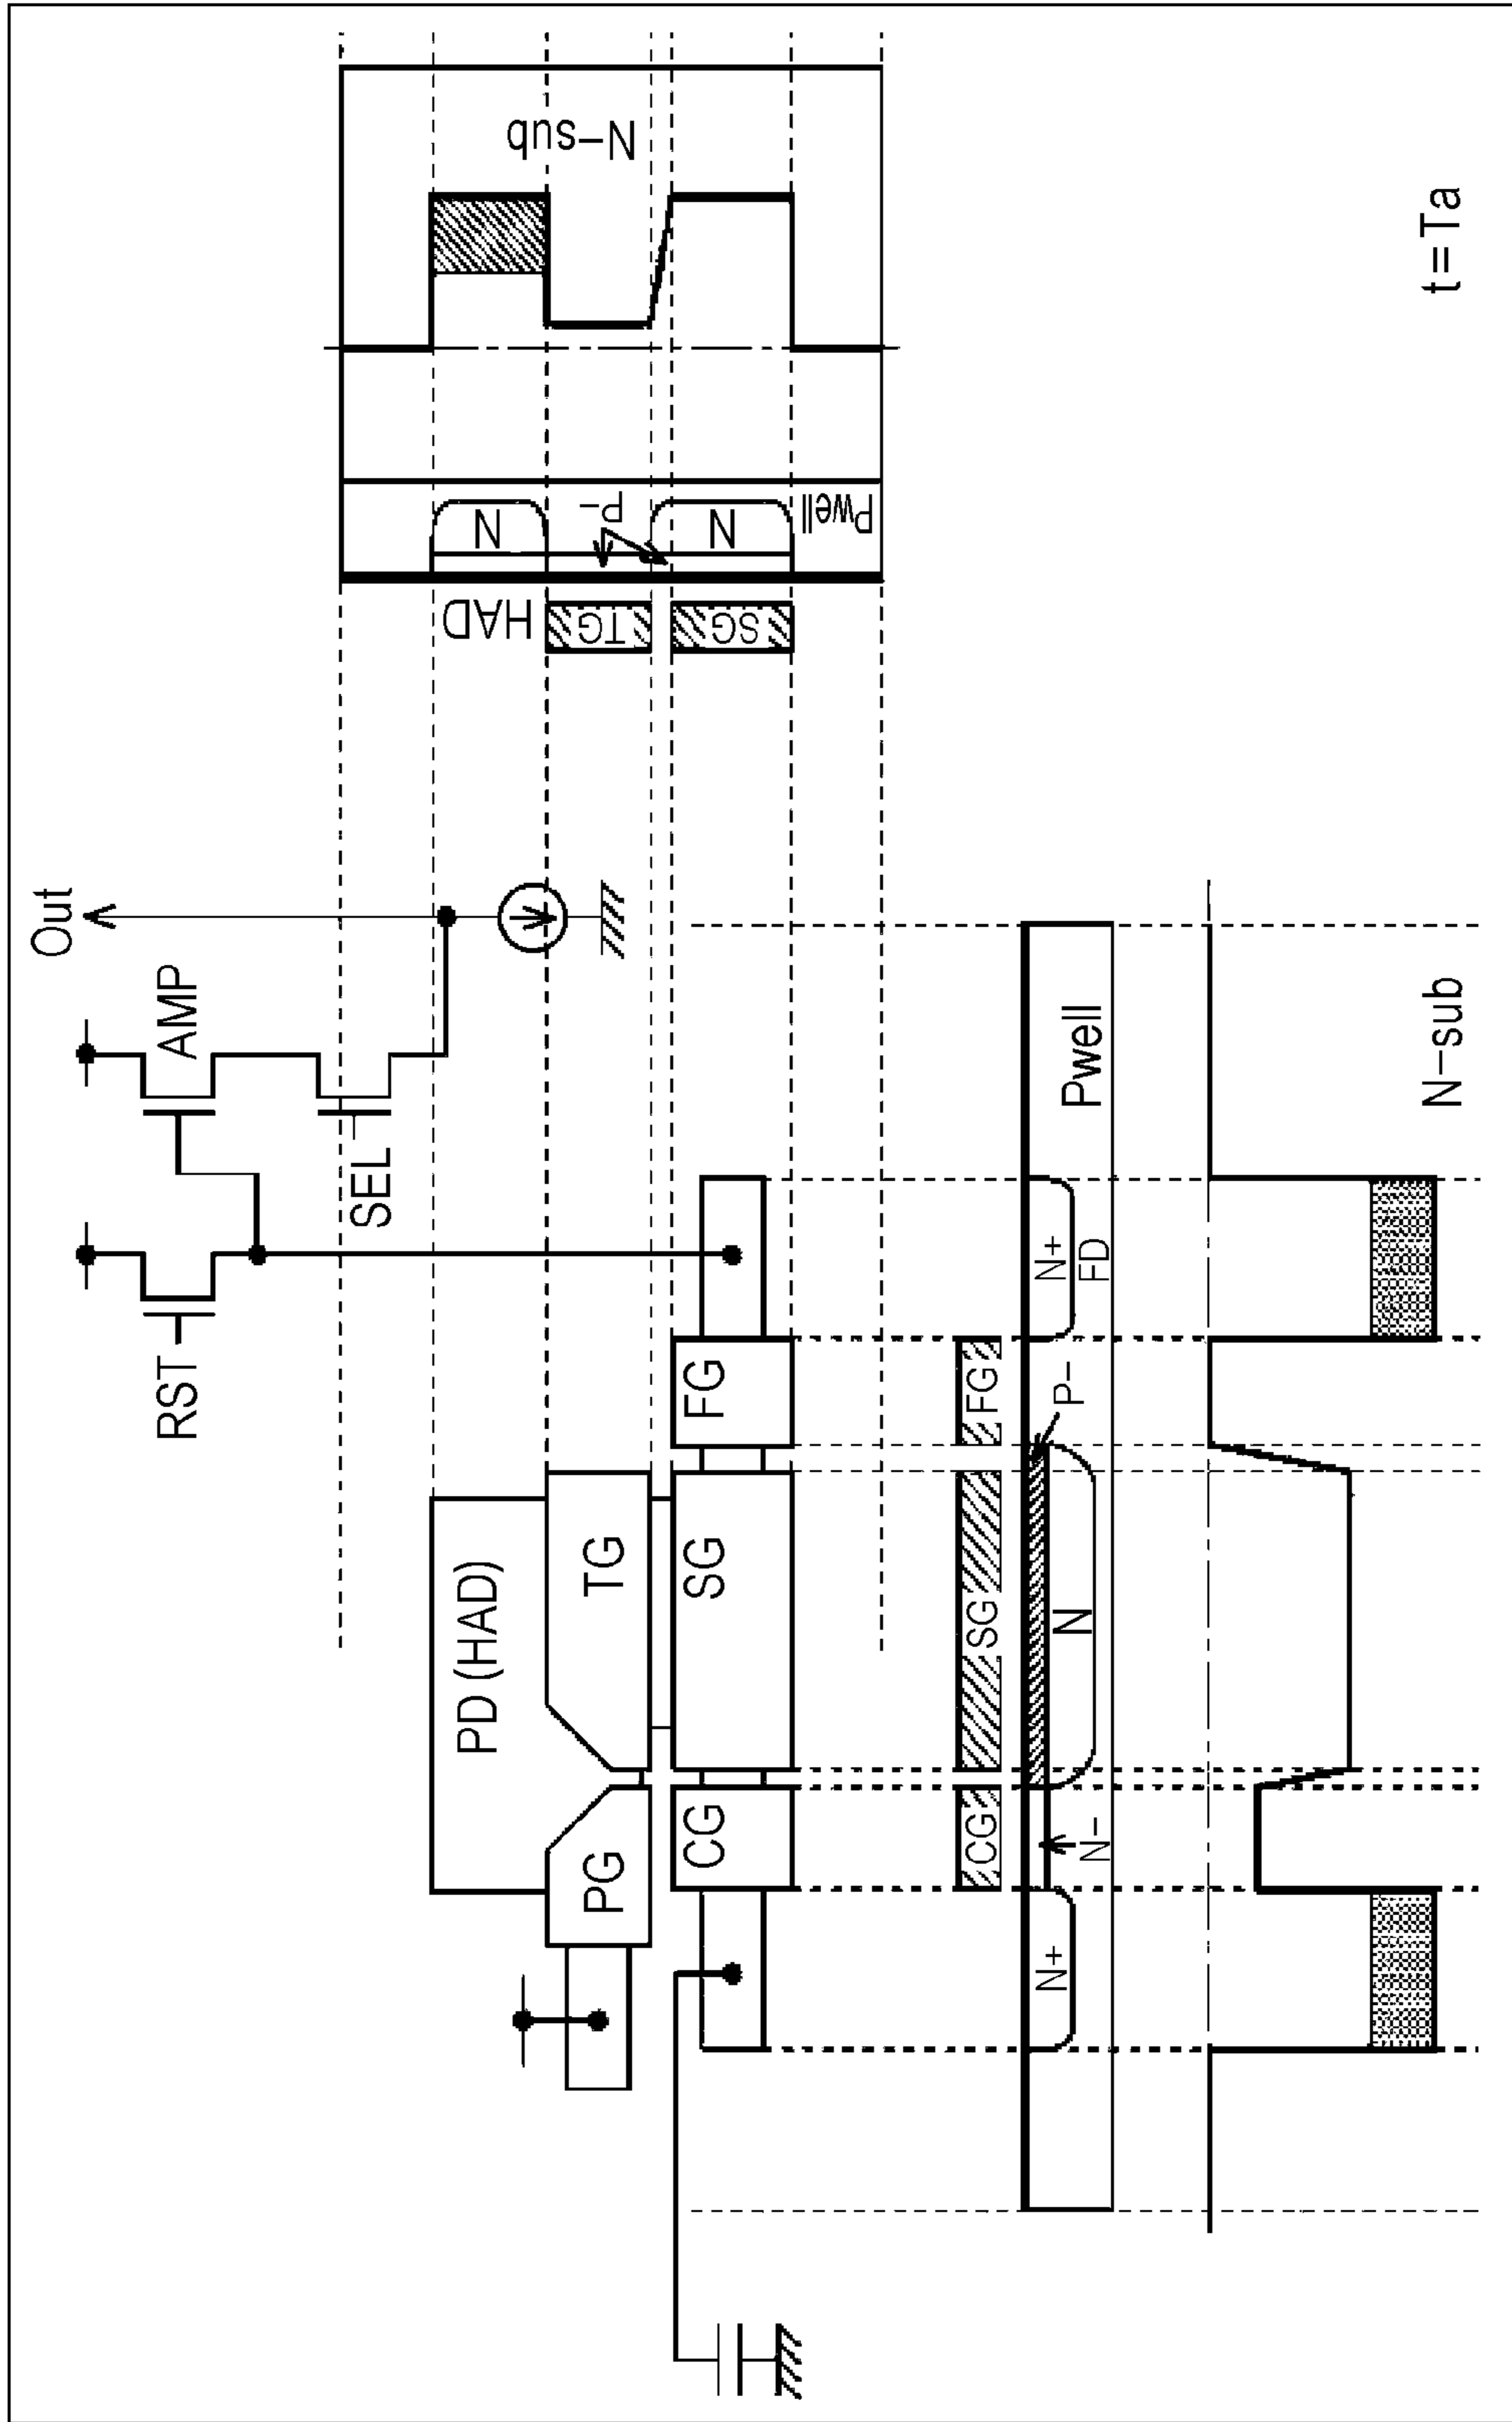 Out
AMP
RST
SEL
PD (HAD)
PG
TG
CG
SG
FG
HAD
TG
SG
N
P-
N
Pwell
N-sub
CG
SG
FG
N+
N-
N
P-
N+
FD
Pwell
N-sub
t=Ta